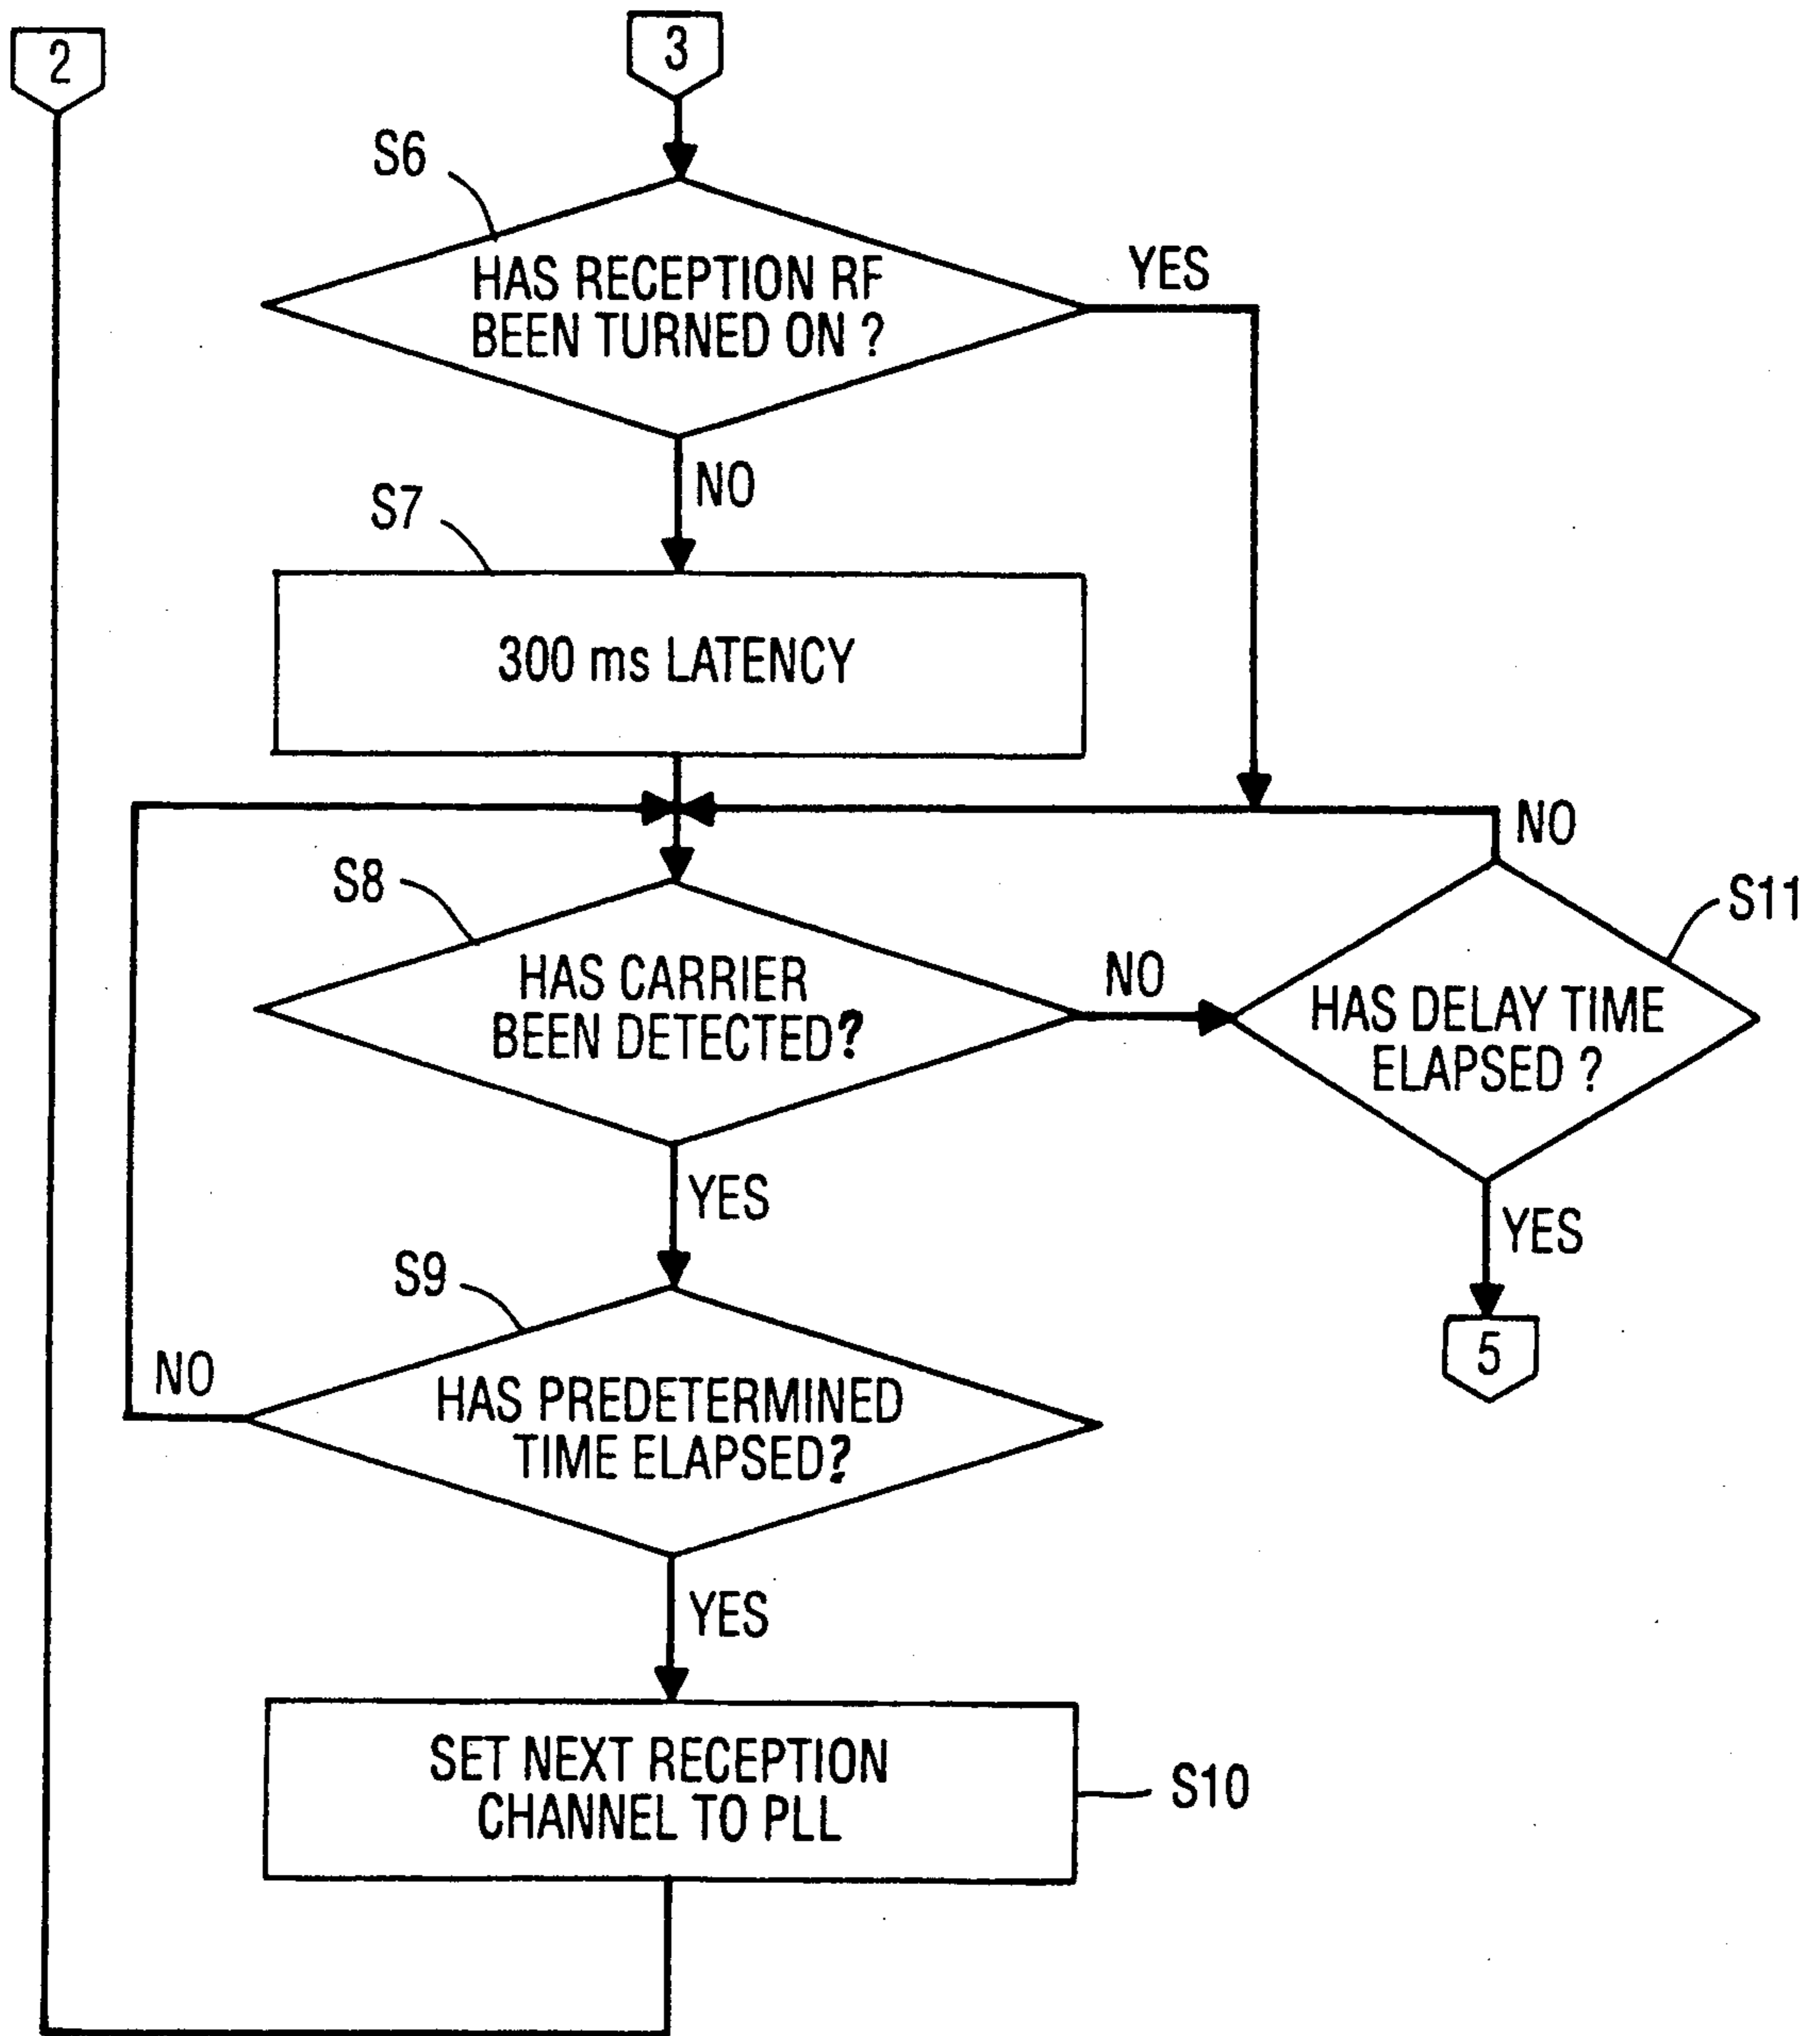 2
3
S6
HAS RECEPTION RF
BEEN TURNED ON ?
YES
NO
S7
300 ms LATENCY
NO
S8
S11
HAS CARRIER
BEEN DETECTED?
NO
HAS DELAY TIME
ELAPSED ?
YES
YES
S9
5
NO
HAS PREDETERMINED
TIME ELAPSED?
YES
SET NEXT RECEPTION
CHANNEL TO PLL
S10